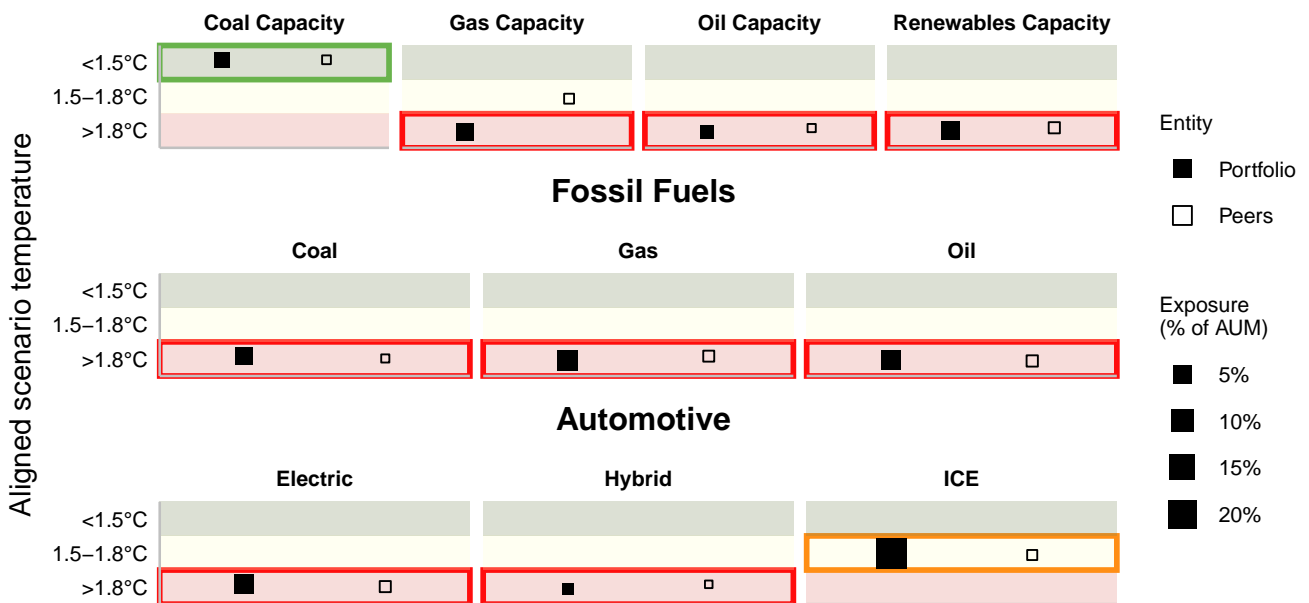 Coal Capacity Gas Capacity Oil Capacity Renewables Capacity
<1.5°C
1.5−1.8°C
>1.8°C
Fossil Fuels
Coal Gas Oil
<1.5°C
1.5−1.8°C
>1.8°C
Automotive
Electric Hybrid ICE
<1.5°C
1.5−1.8°C
>1.8°C
Aligned scenario temperature
Entity
Portfolio
Peers
Exposure
(% of AUM)
5%
10%
15%
20%